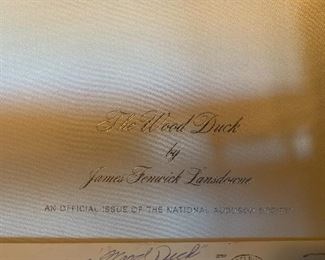 The Wood Duck
by
James Fenwick Lansdowne
AN OFFICIAL ISSUE OF THE NATIONAL AUDUBON SOCIETY
"Wood Duck"